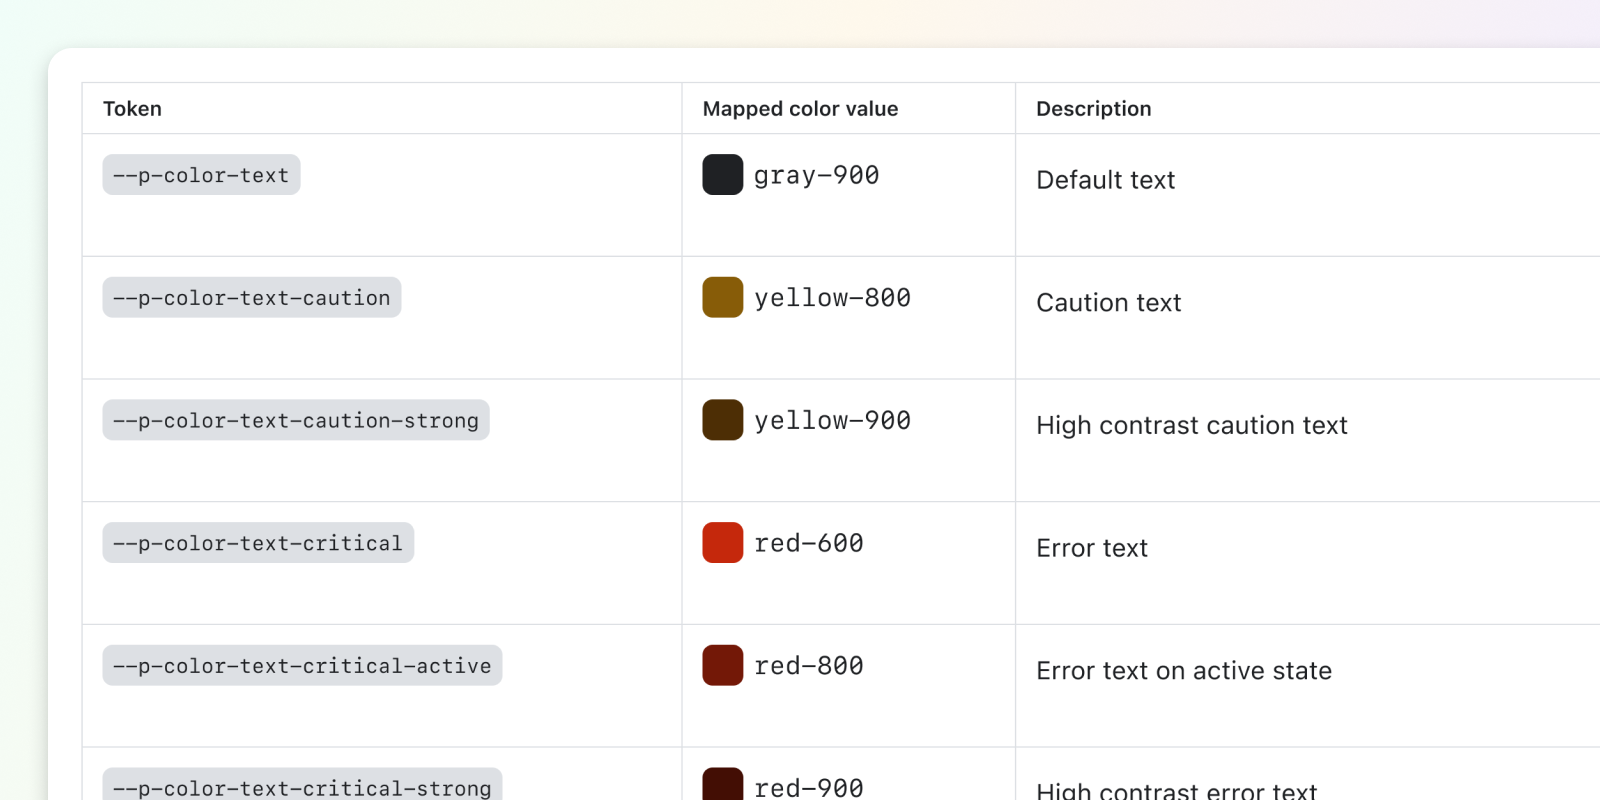 Token Mapped color value Description
--p-color-text gray-900 Default text
--p-color-text-caution yellow-800 Caution text
--p-color-text-caution-strong yellow-900 High contrast caution text
--p-color-text-critical red-600 Error text
--p-color-text-critical-active red-800 Error text on active state
--p-color-text-critical-strong red-900 High contrast error text